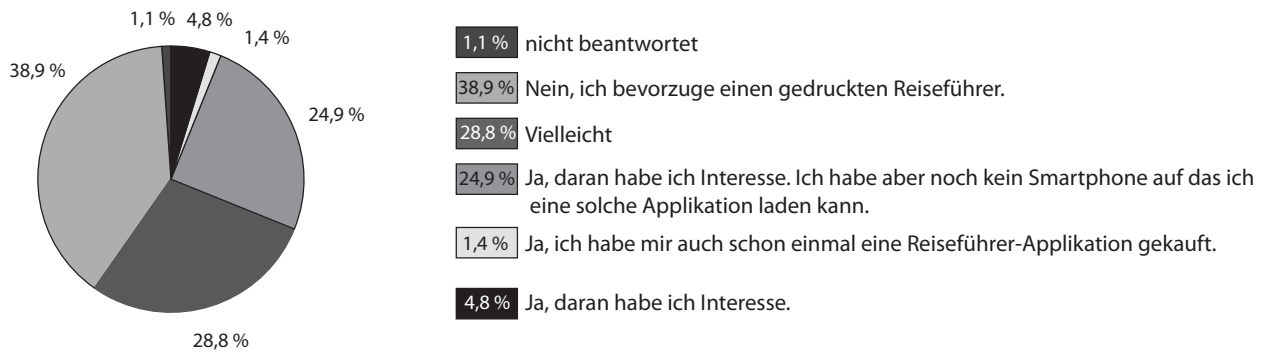 1,1 % 4,8 %
1,4 %
38,9 %
24,9 %
28,8 %
1,1 % nicht beantwortet
38,9 % Nein, ich bevorzuge einen gedruckten Reiseführer.
28,8 % Vielleicht
24,9 % Ja, daran habe ich Interesse. Ich habe aber noch kein Smartphone auf das ich
eine solche Applikation laden kann.
1,4 % Ja, ich habe mir auch schon einmal eine Reiseführer-Applikation gekauft.
4,8 % Ja, daran habe ich Interesse.